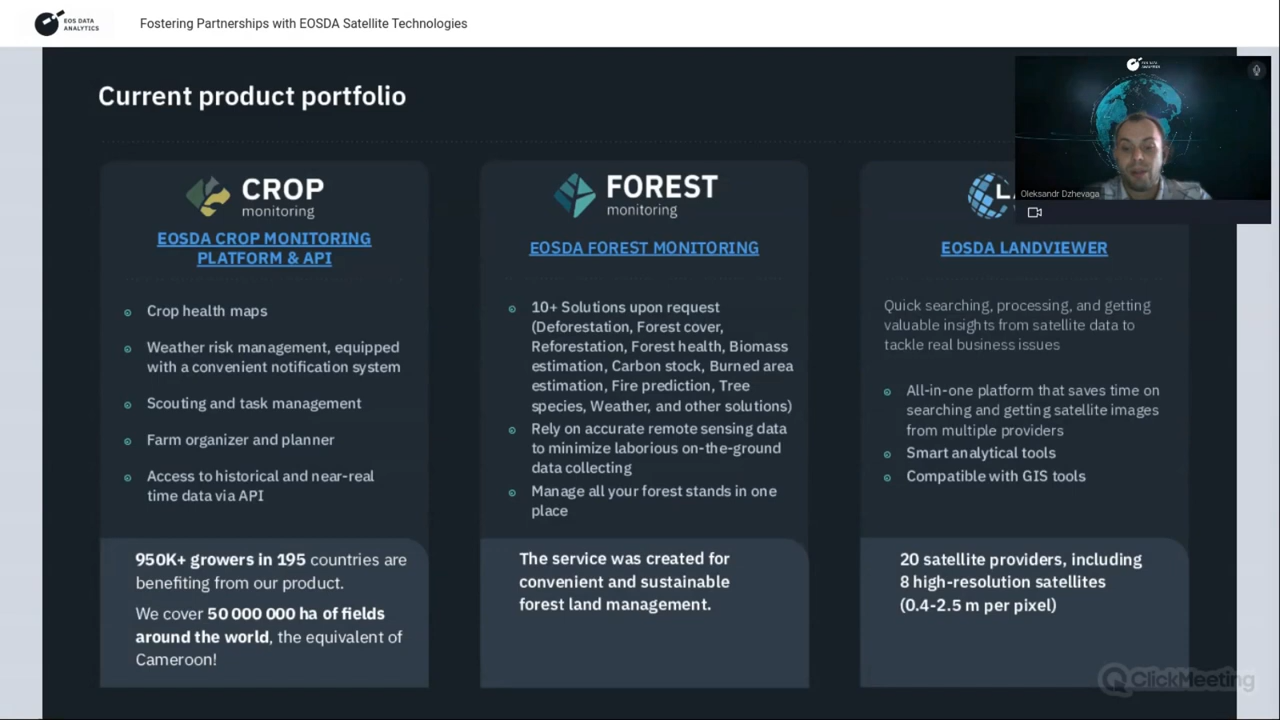 EOS DATA
ANALYTICS
Fostering Partnerships with EOSDA Satellite Technologies
Current product portfolio
Oleksandr Dzhevaga
CROP
monitoring
EOSDA CROP MONITORING
PLATFORM & API
Crop health maps
Weather risk management, equipped
with a convenient notification system
Scouting and task management
Farm organizer and planner
Access to historical and near-real
time data via API
950K+ growers in 195 countries are
benefiting from our product.
We cover 50 000 000 ha of fields
around the world, the equivalent of
Cameroon!
FOREST
monitoring
EOSDA FOREST MONITORING
10+ Solutions upon request
(Deforestation, Forest cover,
Reforestation, Forest health, Biomass
estimation, Carbon stock, Burned area
estimation, Fire prediction, Tree
species, Weather, and other solutions)
Rely on accurate remote sensing data
to minimize laborious on-the-ground
data collecting
Manage all your forest stands in one
place
The service was created for
convenient and sustainable
forest land management.
EOSDA LANDVIEWER
Quick searching, processing, and getting
valuable insights from satellite data to
tackle real business issues
All-in-one platform that saves time on
searching and getting satellite images
from multiple providers
Smart analytical tools
Compatible with GIS tools
20 satellite providers, including
8 high-resolution satellites
(0.4-2.5 m per pixel)
ClickMeeting